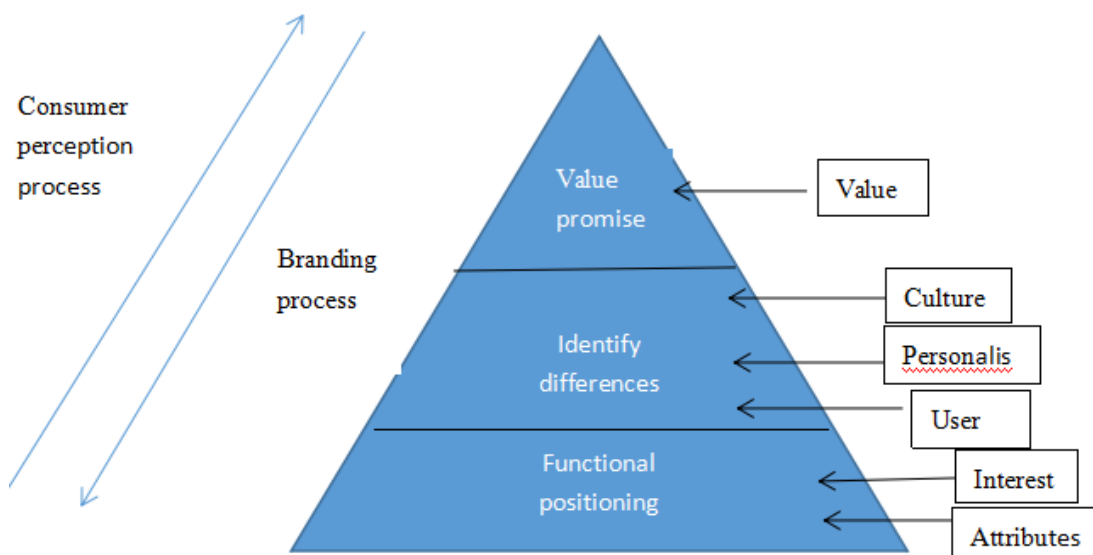 Consumer
perception
process
Branding
process
Value
promise
Value
Identify
differences
Culture
Personalis
User
Functional
positioning
Interest
Attributes